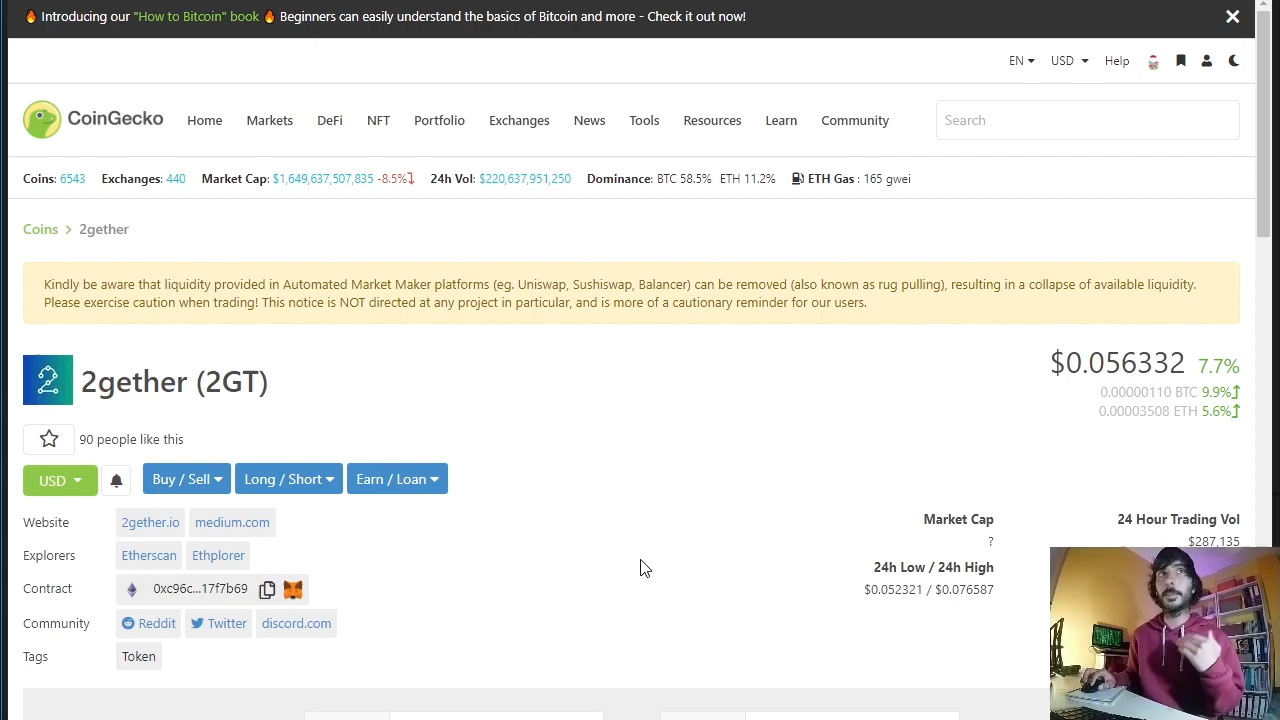 🔥 Introducing our "How to Bitcoin" book 🔥 Beginners can easily understand the basics of Bitcoin and more - Check it out now!
EN USD Help
CoinGecko Home Markets DeFi NFT Portfolio Exchanges News Tools Resources Learn Community Search
Coins: 6543 Exchanges: 440 Market Cap: $1,649,637,507,835 -8.5% 24h Vol: $220,637,951,250 Dominance: BTC 58.5% ETH 11.2% ETH Gas : 165 gwei
Coins > 2gether
Kindly be aware that liquidity provided in Automated Market Maker platforms (eg. Uniswap, Sushiswap, Balancer) can be removed (also known as rug pulling), resulting in a collapse of available liquidity.
Please exercise caution when trading! This notice is NOT directed at any project in particular, and is more of a cautionary reminder for our users.
2gether (2GT)
$0.056332 7.7%
0.00000110 BTC 9.9%
0.00003508 ETH 5.6%
90 people like this
USD Buy / Sell Long / Short Earn / Loan
Website 2gether.io medium.com
Explorers Etherscan Ethplorer
Contract 0xc96c...17f7b69
Community Reddit Twitter discord.com
Tags Token
Market Cap
?
24 Hour Trading Vol
$287,135
24h Low / 24h High
$0.052321 / $0.076587